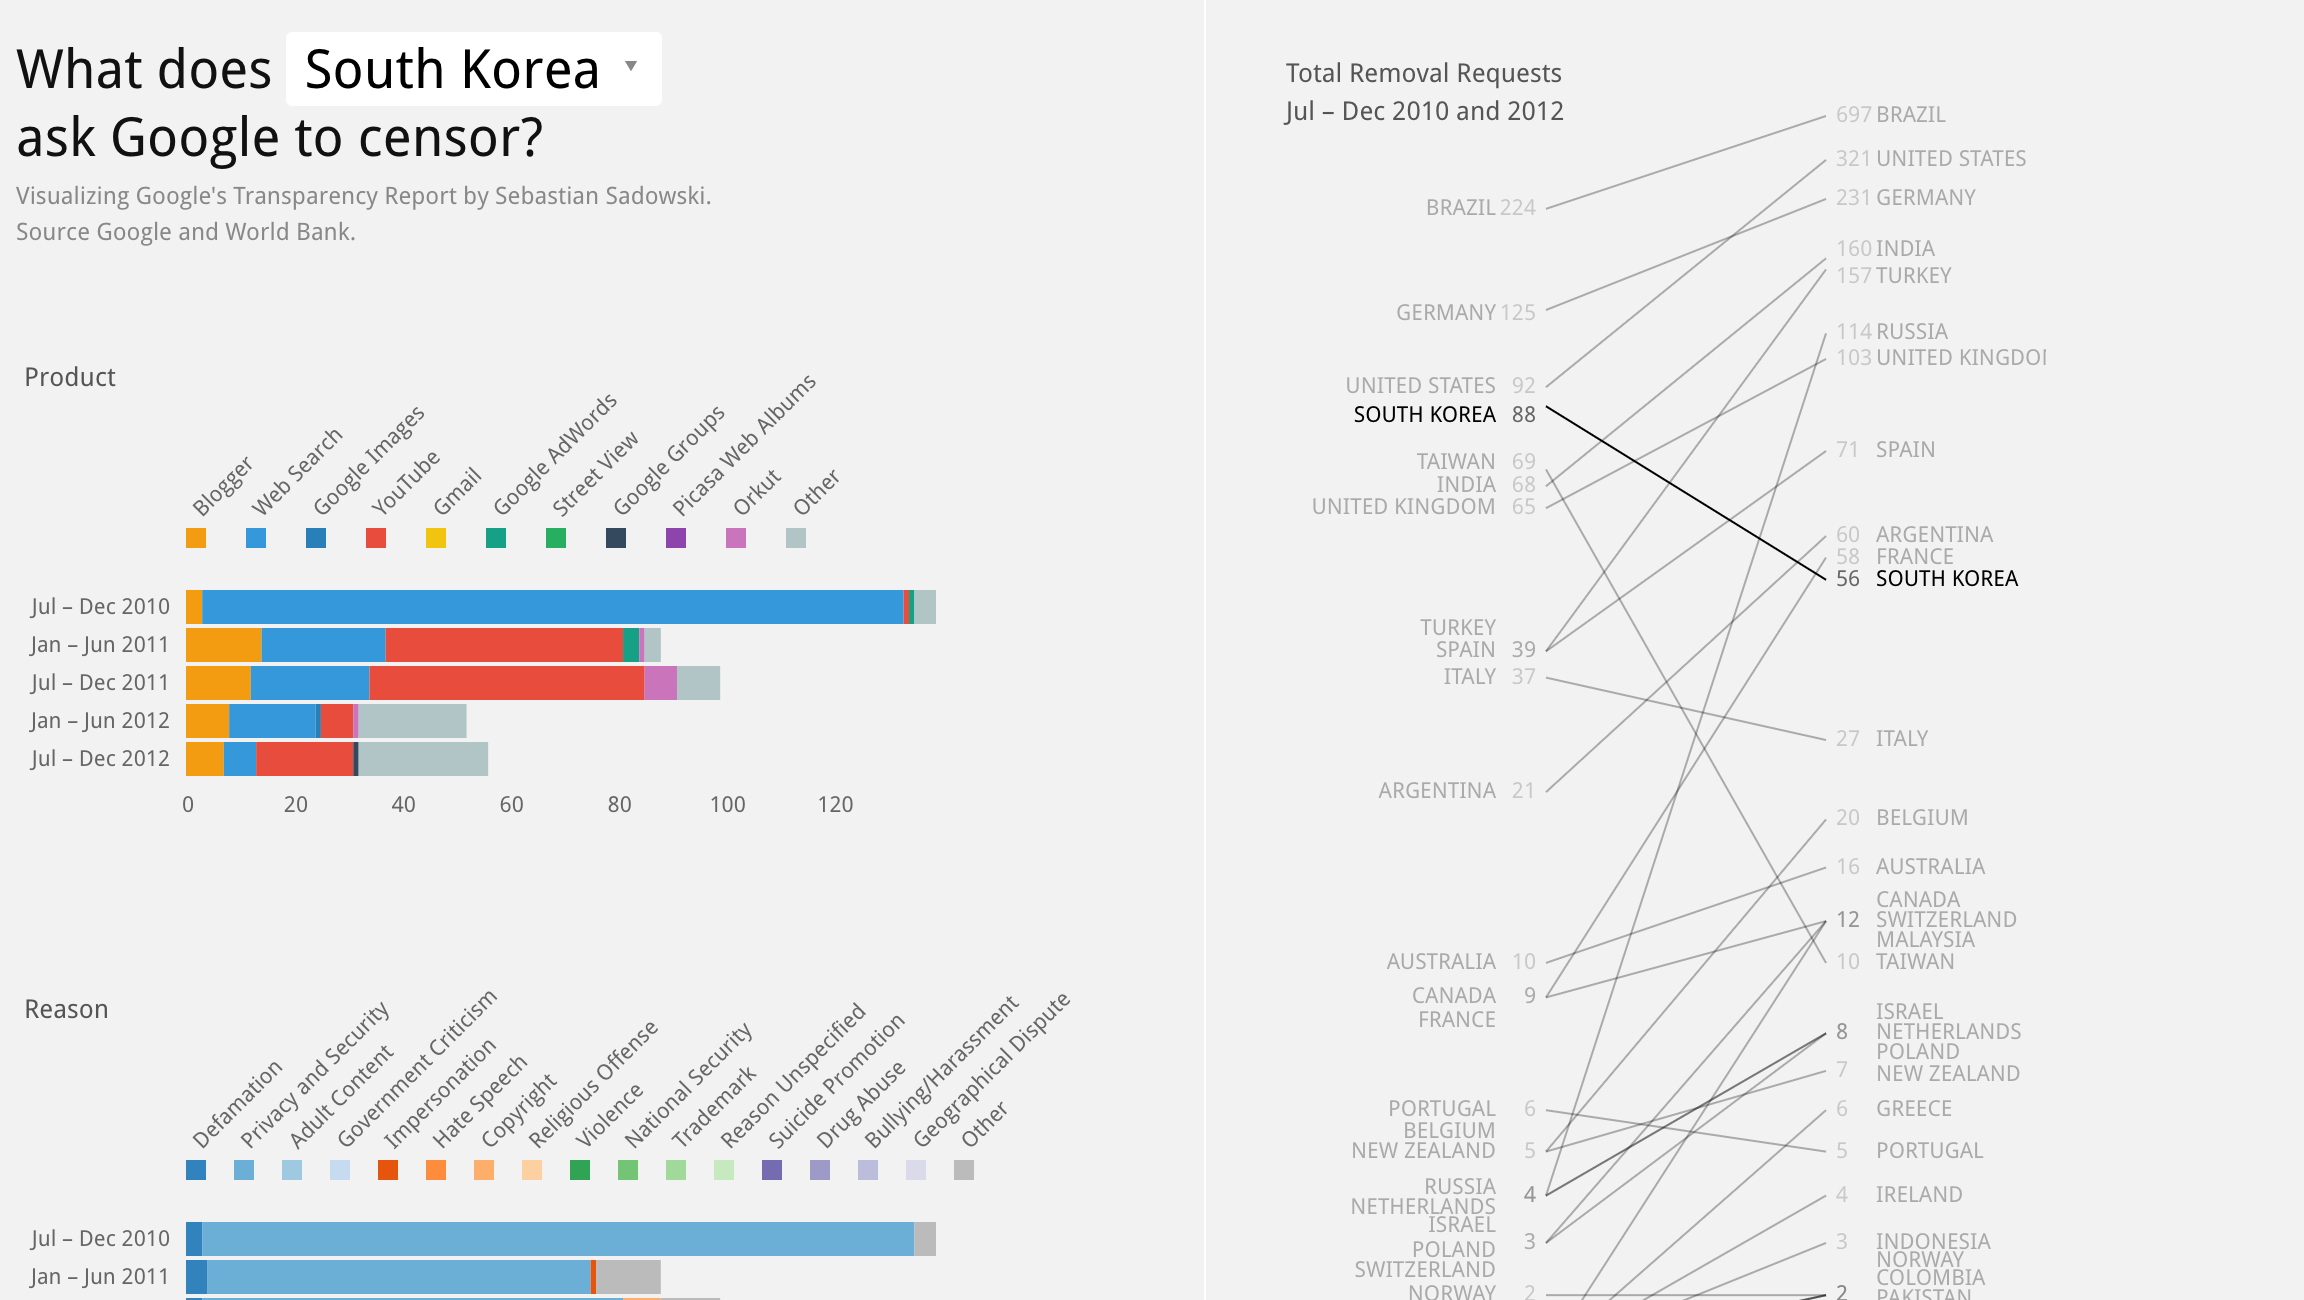 What does South Korea
ask Google to censor?
Visualizing Google's Transparency Report by Sebastian Sadowski.
Source Google and World Bank.
Product
Blogger
Web Search
Google Images
YouTube
Gmail
Google AdWords
Street View
Google Groups
Picasa Web Albums
Orkut
Other
Jul – Dec 2010
Jan – Jun 2011
Jul – Dec 2011
Jan – Jun 2012
Jul – Dec 2012
0 20 40 60 80 100 120
Reason
Defamation
Privacy and Security
Adult Content
Government Criticism
Impersonation
Hate Speech
Copyright
Religious Offense
Violence
National Security
Trademark
Reason Unspecified
Suicide Promotion
Drug Abuse
Bullying/Harassment
Geographical Dispute
Other
Jul – Dec 2010
Jan – Jun 2011
Total Removal Requests
Jul – Dec 2010 and 2012
BRAZIL 224
GERMANY 125
UNITED STATES 92
SOUTH KOREA 88
TAIWAN 69
INDIA 68
UNITED KINGDOM 65
TURKEY
SPAIN 39
ITALY 37
ARGENTINA 21
AUSTRALIA 10
CANADA 9
FRANCE
PORTUGAL 6
BELGIUM
NEW ZEALAND 5
RUSSIA
NETHERLANDS 4
ISRAEL
POLAND 3
SWITZERLAND
NORWAY 2
697 BRAZIL
321 UNITED STATES
231 GERMANY
160 INDIA
157 TURKEY
114 RUSSIA
103 UNITED KINGDO
71 SPAIN
60 ARGENTINA
58 FRANCE
56 SOUTH KOREA
27 ITALY
20 BELGIUM
16 AUSTRALIA
CANADA
12 SWITZERLAND
MALAYSIA
10 TAIWAN
ISRAEL
8 NETHERLANDS
POLAND
7 NEW ZEALAND
6 GREECE
5 PORTUGAL
4 IRELAND
3 INDONESIA
NORWAY
COLOMBIA
2 PAKISTAN